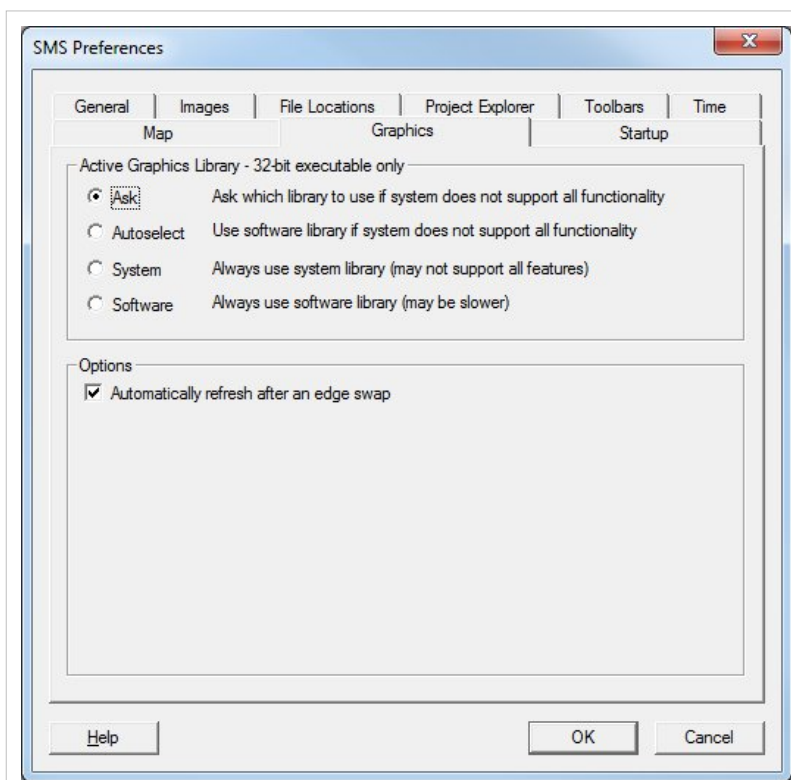 SMS Preferences
General Images File Locations Project Explorer Toolbars Time
Map Graphics Startup
Active Graphics Library - 32-bit executable only
Ask Ask which library to use if system does not support all functionality
Autoselect Use software library if system does not support all functionality
System Always use system library (may not support all features)
Software Always use software library (may be slower)
Options
Automatically refresh after an edge swap
Help OK Cancel